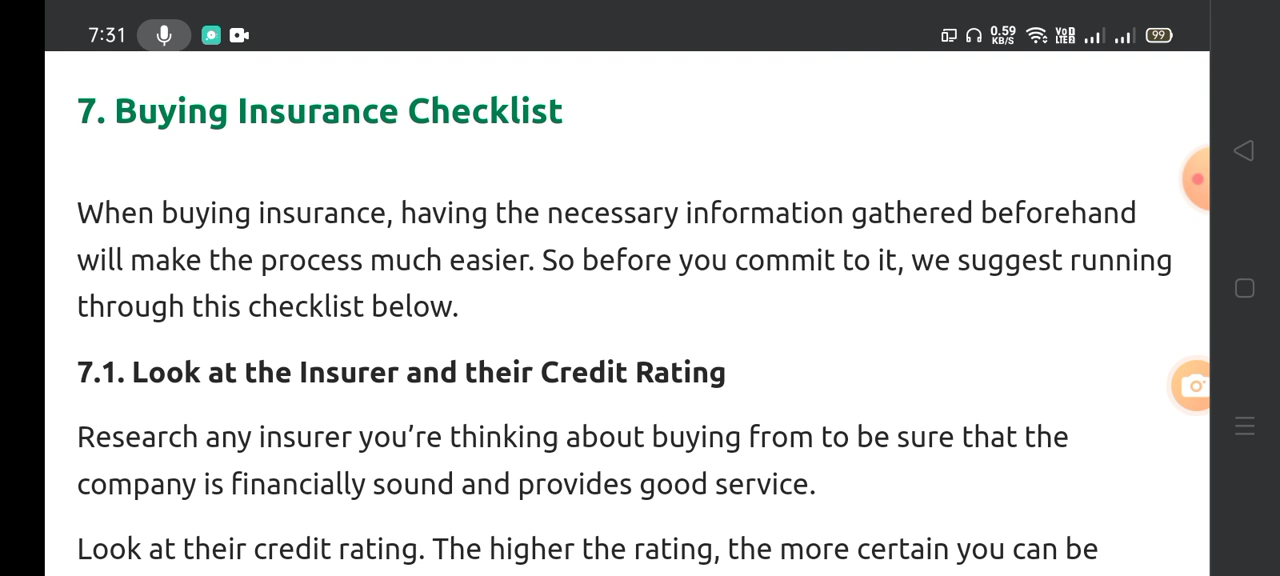 7:31
0.59
KB/S
VoD
LTE2
99
7. Buying Insurance Checklist
When buying insurance, having the necessary information gathered beforehand
will make the process much easier. So before you commit to it, we suggest running
through this checklist below.
7.1. Look at the Insurer and their Credit Rating
Research any insurer you’re thinking about buying from to be sure that the
company is financially sound and provides good service.
Look at their credit rating. The higher the rating, the more certain you can be